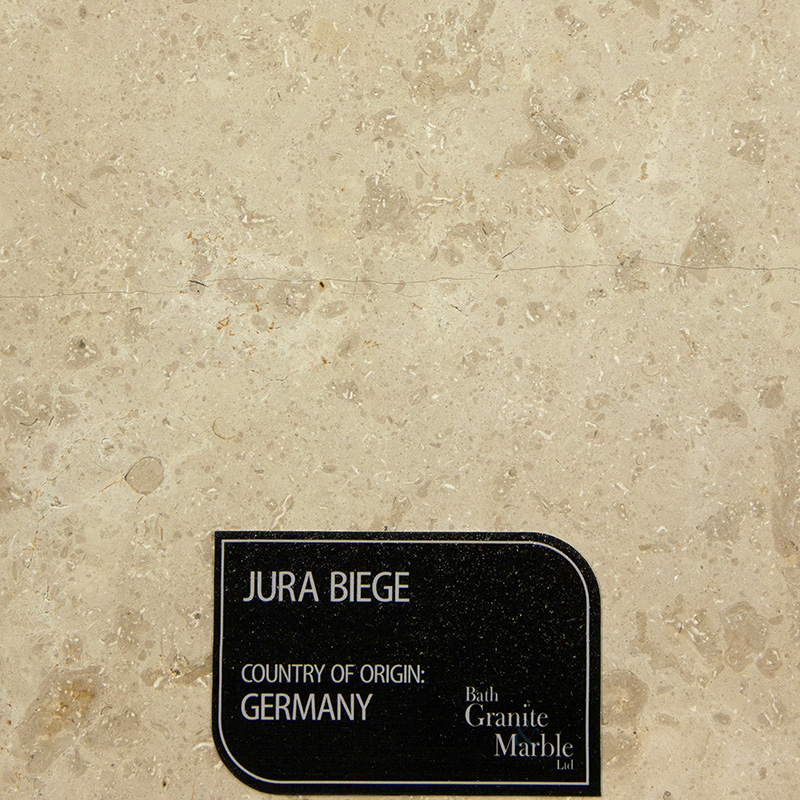 JURA BIEGE
COUNTRY OF ORIGIN:
GERMANY
Bath
Granite
Marble
Ltd